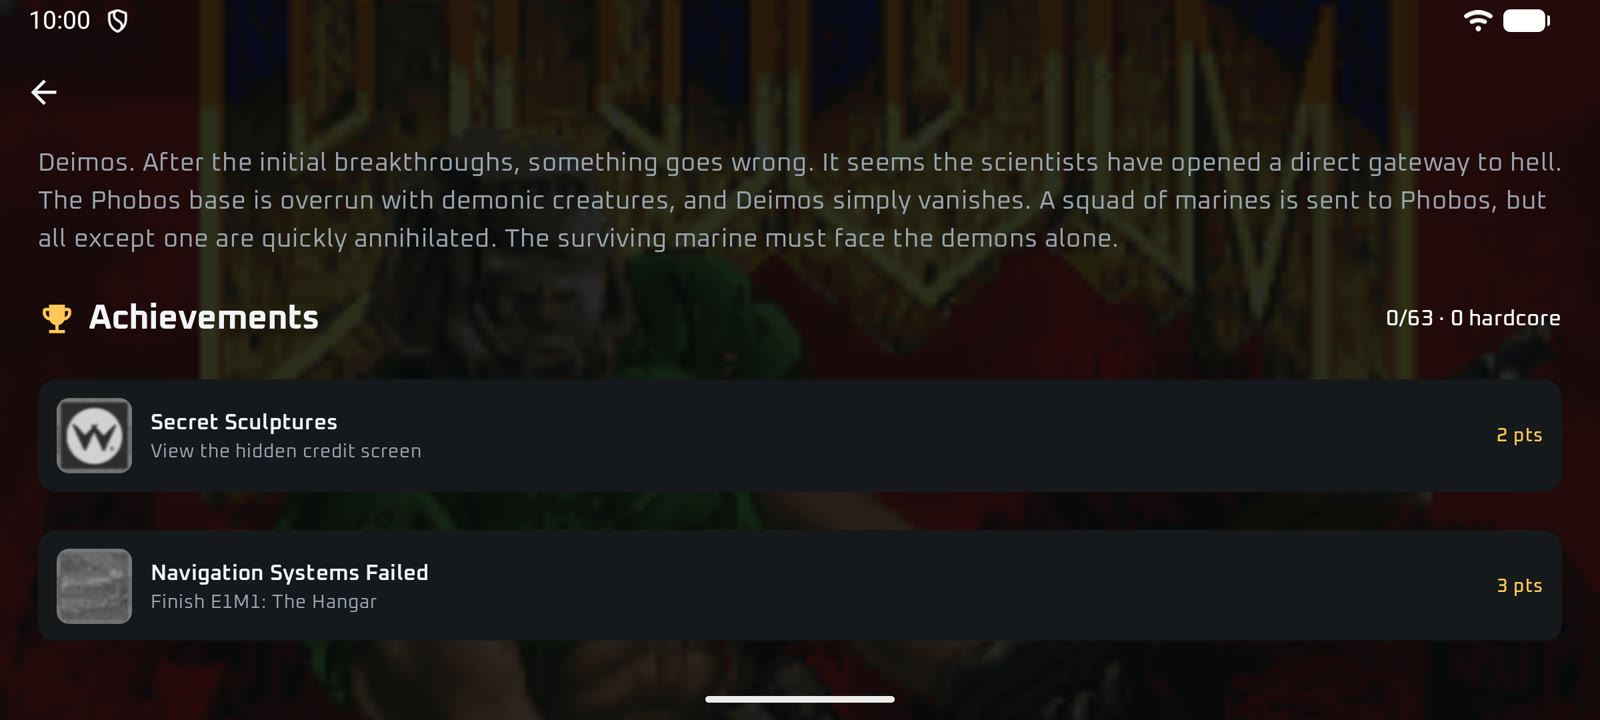 10:00
Deimos. After the initial breakthroughs, something goes wrong. It seems the scientists have opened a direct gateway to hell.
The Phobos base is overrun with demonic creatures, and Deimos simply vanishes. A squad of marines is sent to Phobos, but
all except one are quickly annihilated. The surviving marine must face the demons alone.
Achievements
0/63 · 0 hardcore
Secret Sculptures
View the hidden credit screen
2 pts
Navigation Systems Failed
Finish E1M1: The Hangar
3 pts